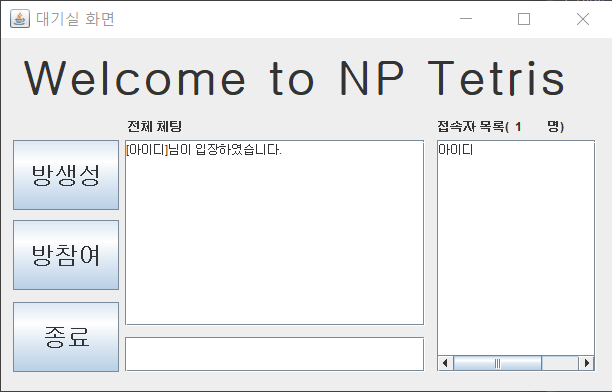 대기실 화면
Welcome to NP Tetris
전체 체팅
접속자 목록( 1 명)
방생성
방참여
종료
[아이디]님이 입장하였습니다.
아이디